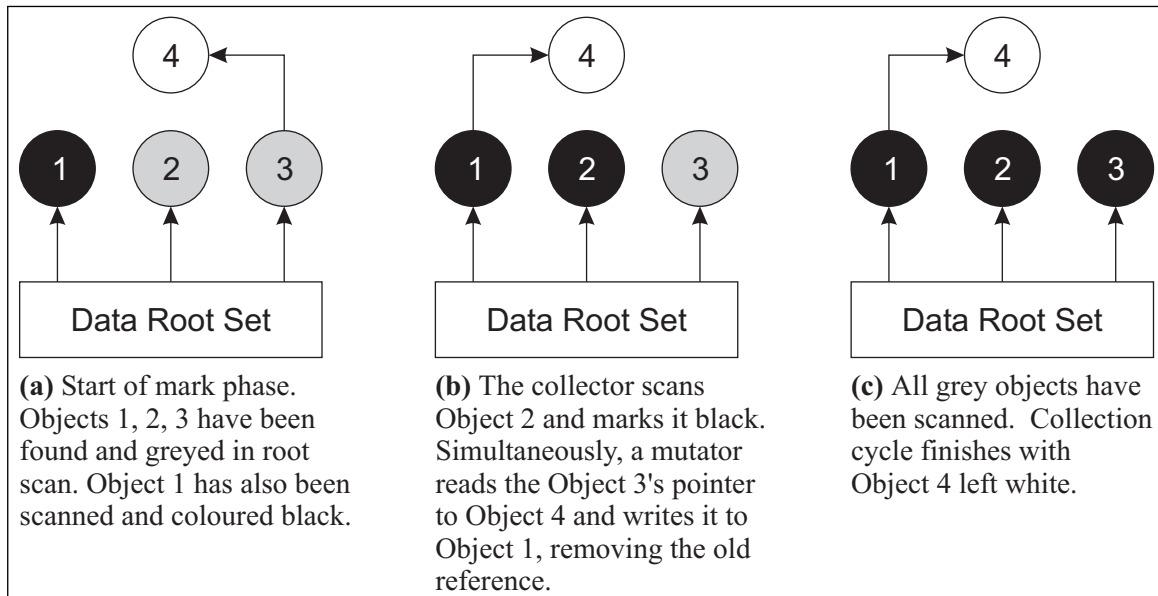 4
1 2 3
Data Root Set
(a) Start of mark phase.
Objects 1, 2, 3 have been
found and greyed in root
scan. Object 1 has also been
scanned and coloured black.
4
1 2 3
Data Root Set
(b) The collector scans
Object 2 and marks it black.
Simultaneously, a mutator
reads the Object 3's pointer
to Object 4 and writes it to
Object 1, removing the old
reference.
4
1 2 3
Data Root Set
(c) All grey objects have
been scanned. Collection
cycle finishes with
Object 4 left white.